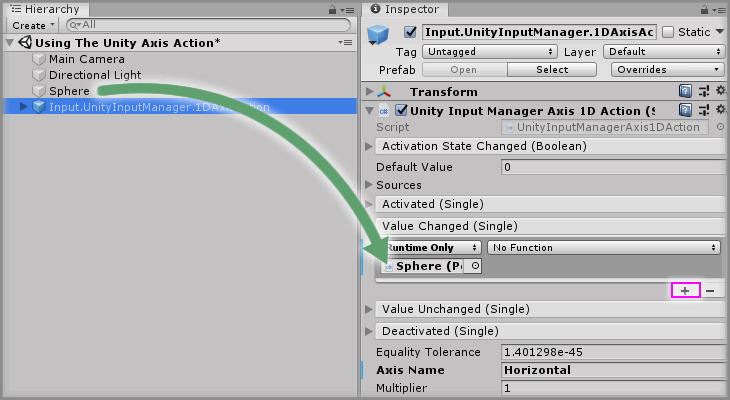 Hierarchy
Create
All
Using The Unity Axis Action*
Main Camera
Directional Light
Sphere
Input.UnityInputManager.1DAxisAction
Inspector
Input.UnityInputManager.1DAxisAc
Static
Tag
Untagged
Layer
Default
Prefab
Open
Select
Overrides
Transform
Unity Input Manager Axis 1D Action (S
Script
UnityInputManagerAxis1DAction
Activation State Changed (Boolean)
Default Value
0
Sources
Activated (Single)
Value Changed (Single)
Runtime Only
No Function
Sphere (P
Value Unchanged (Single)
Deactivated (Single)
Equality Tolerance
1.401298e-45
Axis Name
Horizontal
Multiplier
1